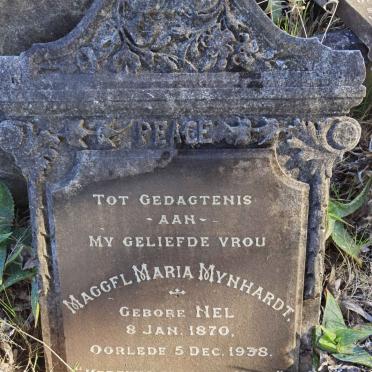 PEACE
TOT GEDAGTENIS
- AAN -
MY GELIEFDE VROU
MAGGFL MARIA MYNHARDT.
GEBORE NEL
8 JAN. 1870,
OORLEDE 5 DEC. 1938.